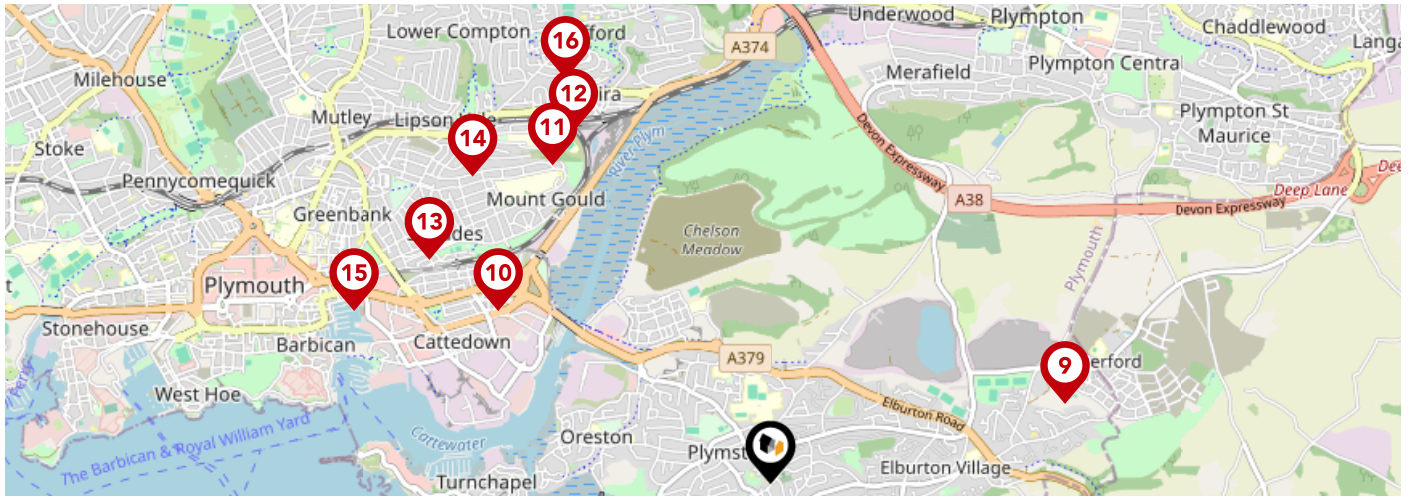 Underwood
Plympton
Chaddlewood
Lower Compton
16
A374
Milehouse
Merafield
Plympton Central
12
Mutley
11
14
Plympton St
Maurice
Stoke
River Plym
Devon Expressway
Pennycomequick
Mount Gould
A38
Deep Lane
Devon Expressway
Greenbank
13
Chelson
Meadow
Plymouth
15
10
Plymouth
Stonehouse
Barbican
Cattedown
A379
9
West Hoe
Elburton Road
The Barbican & Royal William Yard
Cattewater
Oreston
Elburton Village
Turnchapel